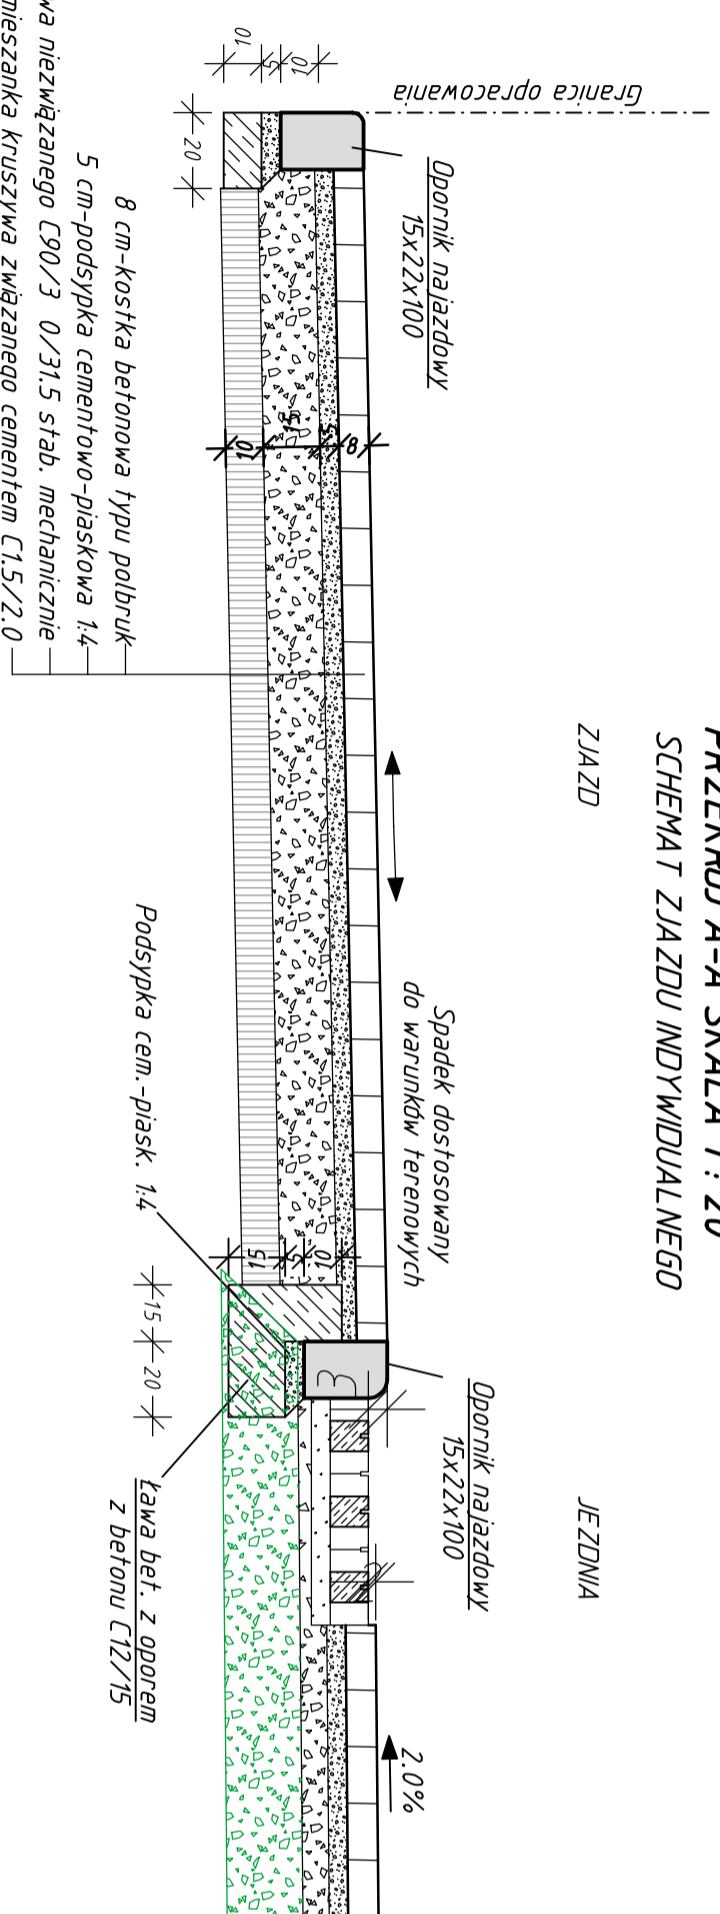 PRZEKRÓJ A-A SKALA 1: 20
SCHEMAT ZJAZDU INDYWIDUALNEGO
ZJAZD
JEZDNA
Granica opracowania
Opornik najazdowy
15x22x100
Spadek dostosowany
do warunków terenowych
Opornik najazdowy
15x22x100
2.0%
10
5
10
20
8
5
15
10
10
5
15
3
15
20
8 cm-kostka betonowa typu polbruk
5 cm-podsypka cementowo-piaskowa 1:4
wa niezwiązanego C90/3 0/31.5 stab. mechanicznie
mieszanka kruszywa związanego cementem C1.5/2.0
Podsypka cem.-piask. 1:4
Ława bet. z oporem
z betonu C12/15